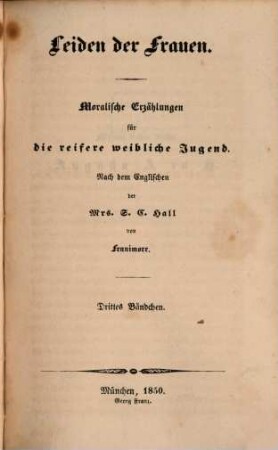 Leiden der Frauen.
Moralische Erzählungen
für
die reifere weibliche Jugend.
Nach dem Englischen
der
Mrs. S. C. Hall
von
Fennimore.
Drittes Bändchen.
München, 1850.
Georg Franz.